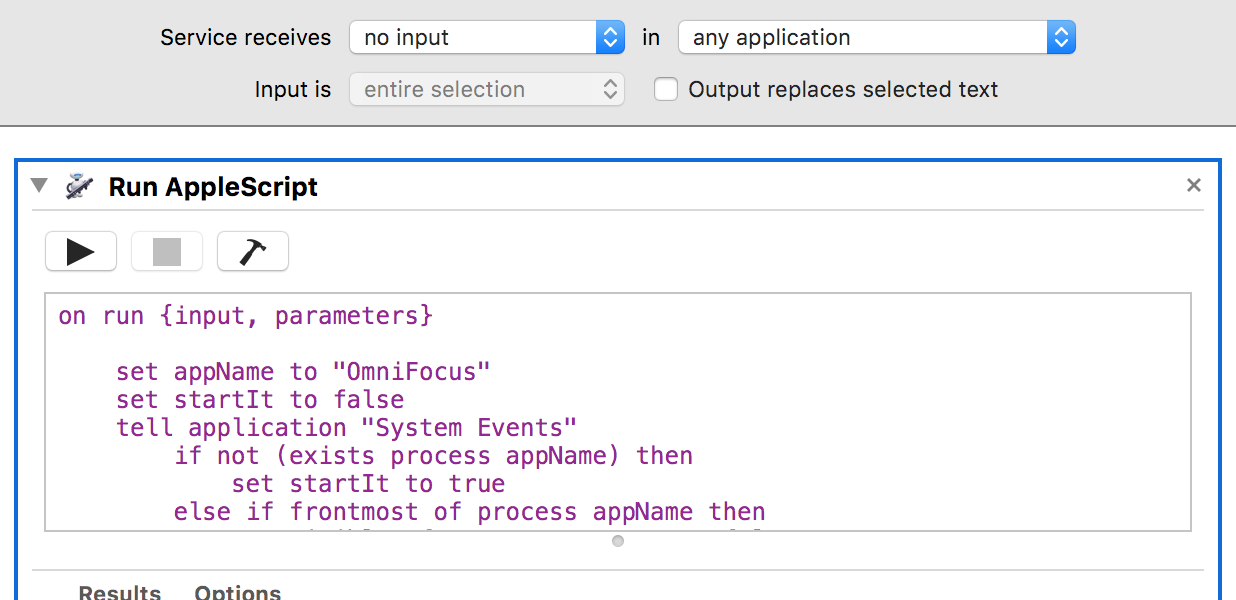 Service receives no input in any application
Input is entire selection Output replaces selected text
Run AppleScript
on run {input, parameters}
set appName to "OmniFocus"
set startIt to false
tell application "System Events"
if not (exists process appName) then
set startIt to true
else if frontmost of process appName then
Results Options